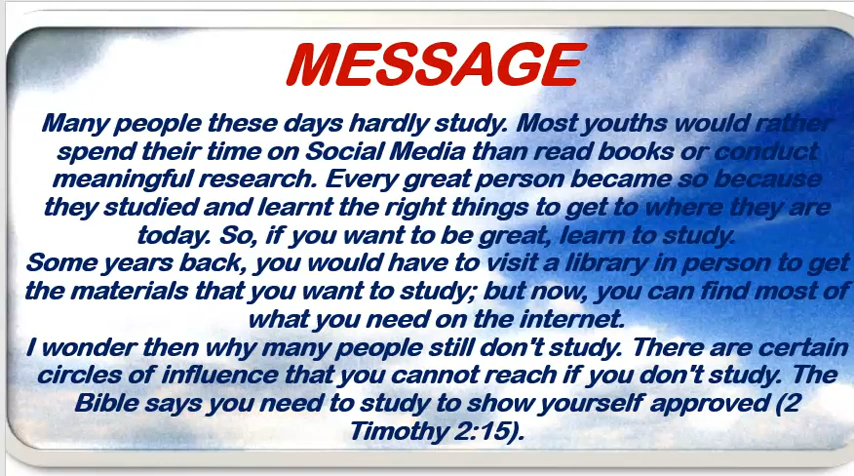 MESSAGE
Many people these days hardly study. Most youths would rather
spend their time on Social Media than read books or conduct
meaningful research. Every great person became so because
they studied and learnt the right things to get to where they are
today. So, if you want to be great, learn to study.
Some years back, you would have to visit a library in person to get
the materials that you want to study; but now, you can find most of
what you need on the internet.
I wonder then why many people still don't study. There are certain
circles of influence that you cannot reach if you don't study. The
Bible says you need to study to show yourself approved (2
Timothy 2:15).